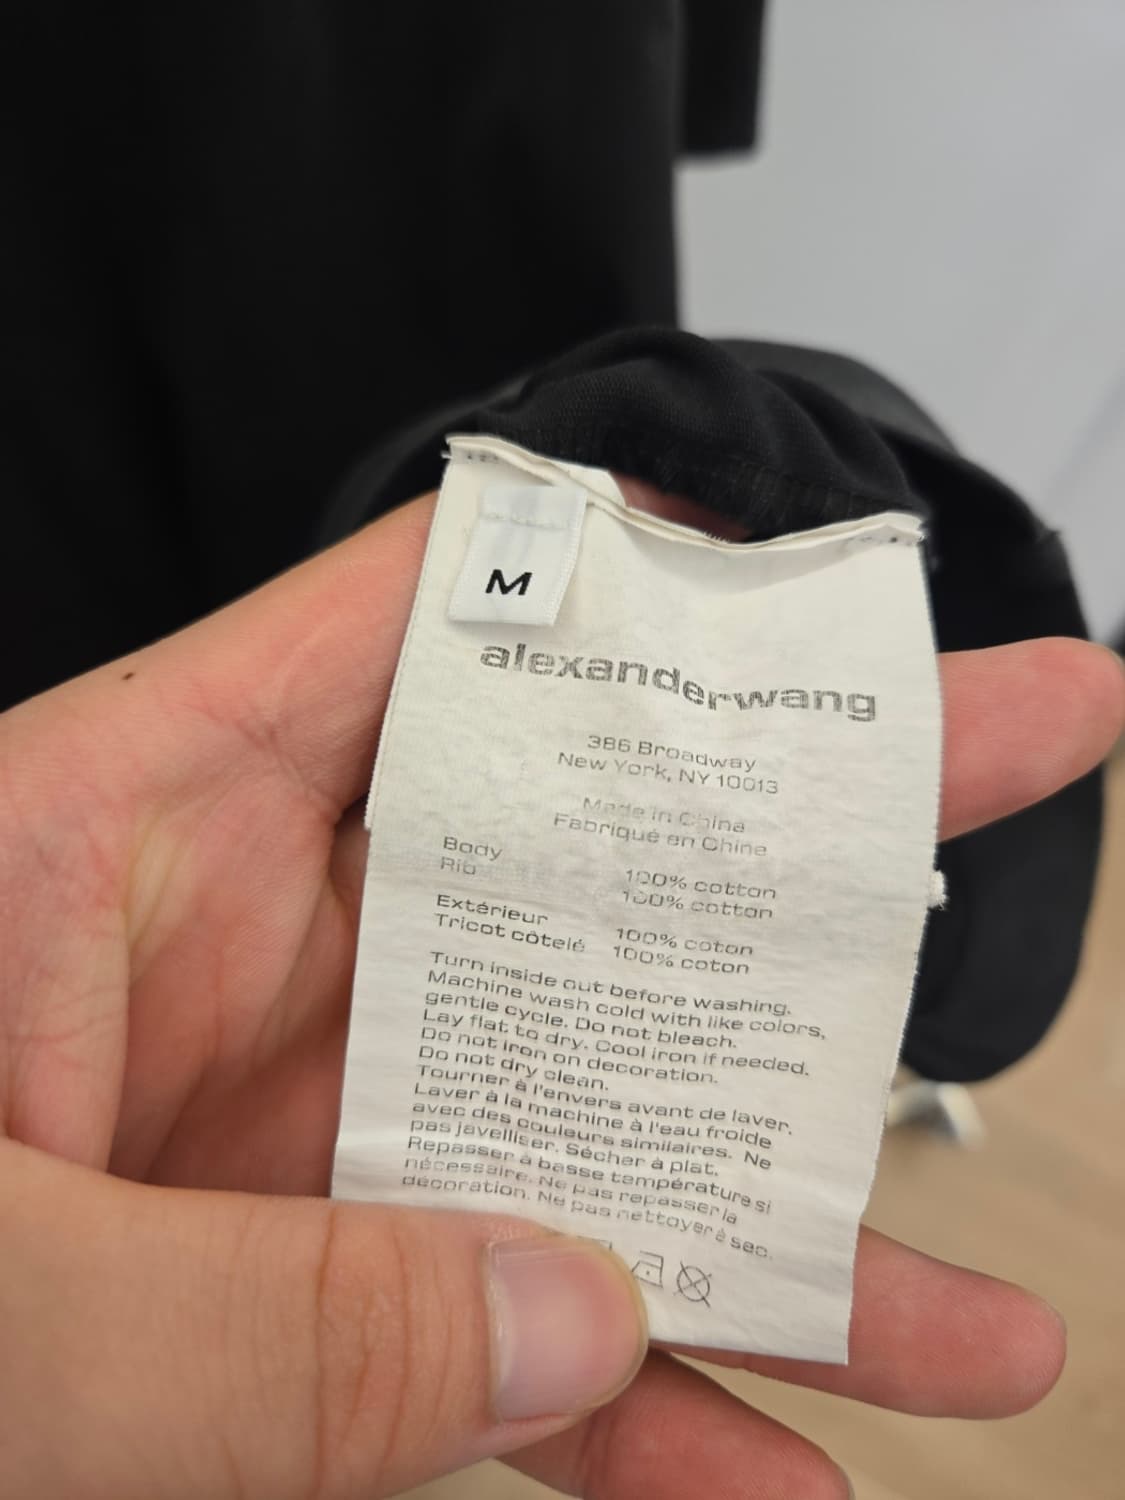 M
alexanderwang
386 Broadway
New York, NY 10013
Made in China
Fabriqué en Chine
Body 100% cotton
Rib 100% cotton
Extérieur 100% coton
Tricot côtelé 100% coton
Turn inside out before washing.
Machine wash cold with like colors,
gentle cycle. Do not bleach.
Lay flat to dry. Cool iron if needed.
Do not iron on decoration.
Do not dry clean.
Tourner à l'envers avant de laver.
Laver à la machine à l'eau froide
avec des couleurs similaires. Ne
pas javelliser. Sécher à plat.
Repasser à basse température si
nécessaire. Ne pas repasser la
décoration. Ne pas nettoyer à sec.